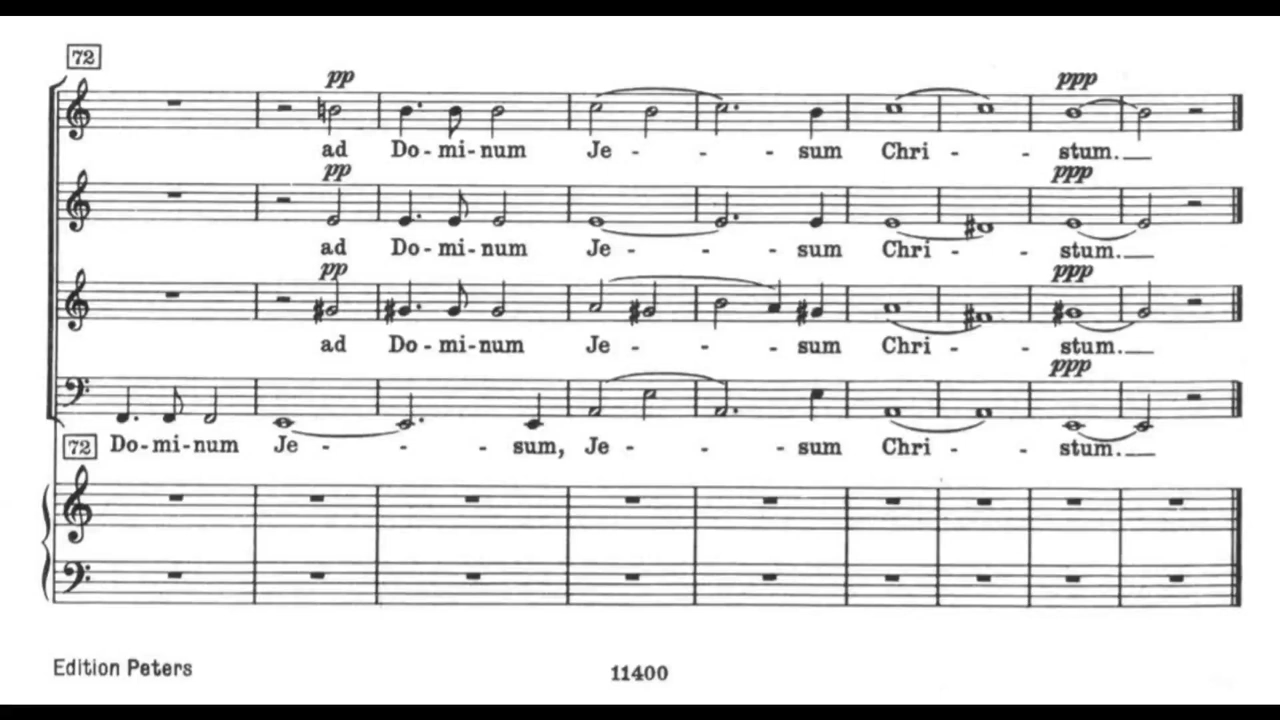 72
pp
ad Do - mi - num Je - - - sum Chri - - stum.
ppp
pp
ad Do - mi - num Je - - - sum Chri - - stum.
ppp
pp
ad Do - mi - num Je - - - sum Chri - - stum.
ppp
ppp
72 Do - mi - num Je - - - sum, Je - - - sum Chri - - stum.
Edition Peters
11400